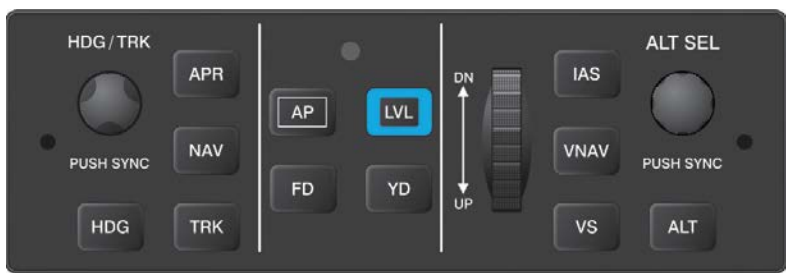 HDG/TRK
APR
PUSH SYNC
NAV
HDG
TRK
AP
LVL
FD
YD
DN
UP
IAS
ALT SEL
VNAV
PUSH SYNC
VS
ALT